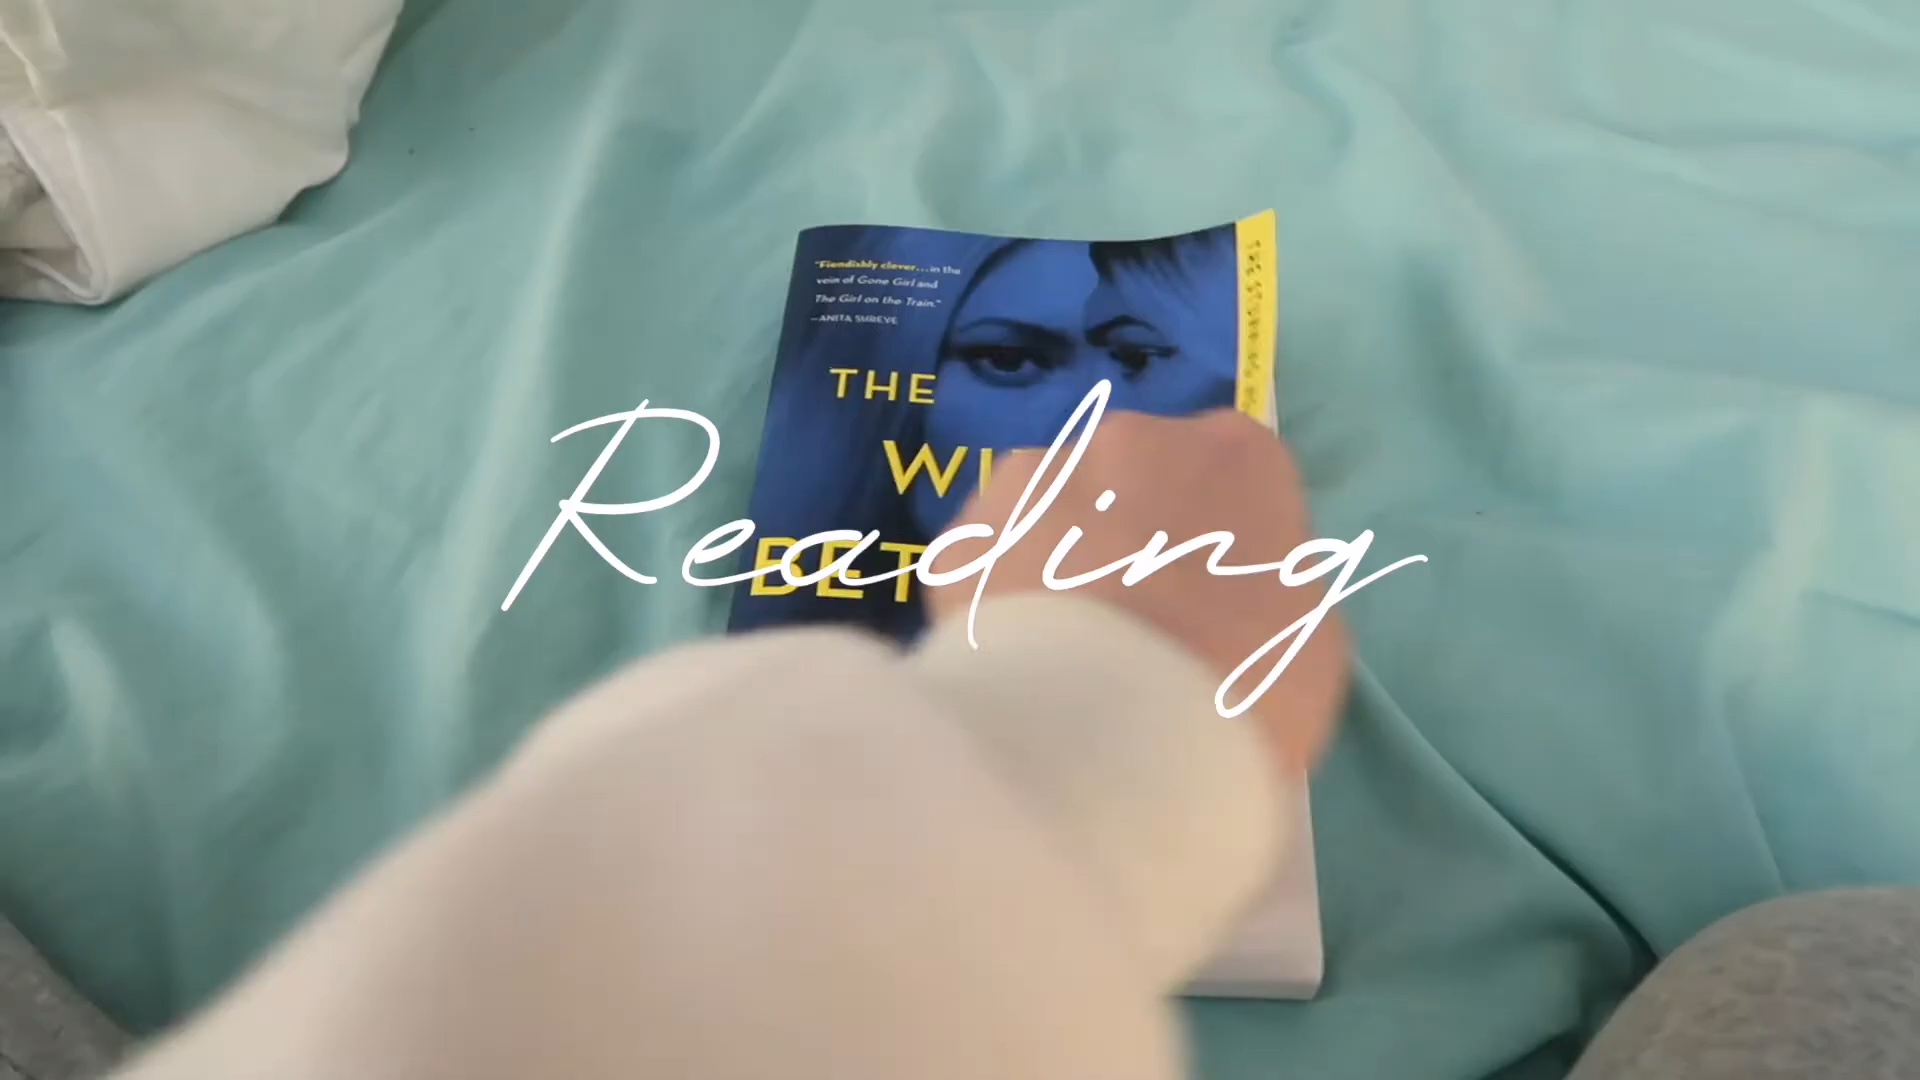 "Fiendishly clever...in the
vein of Gone Girl and
The Girl on the Train."
—ANITA SHREVE
THE
WI
BET
Reading